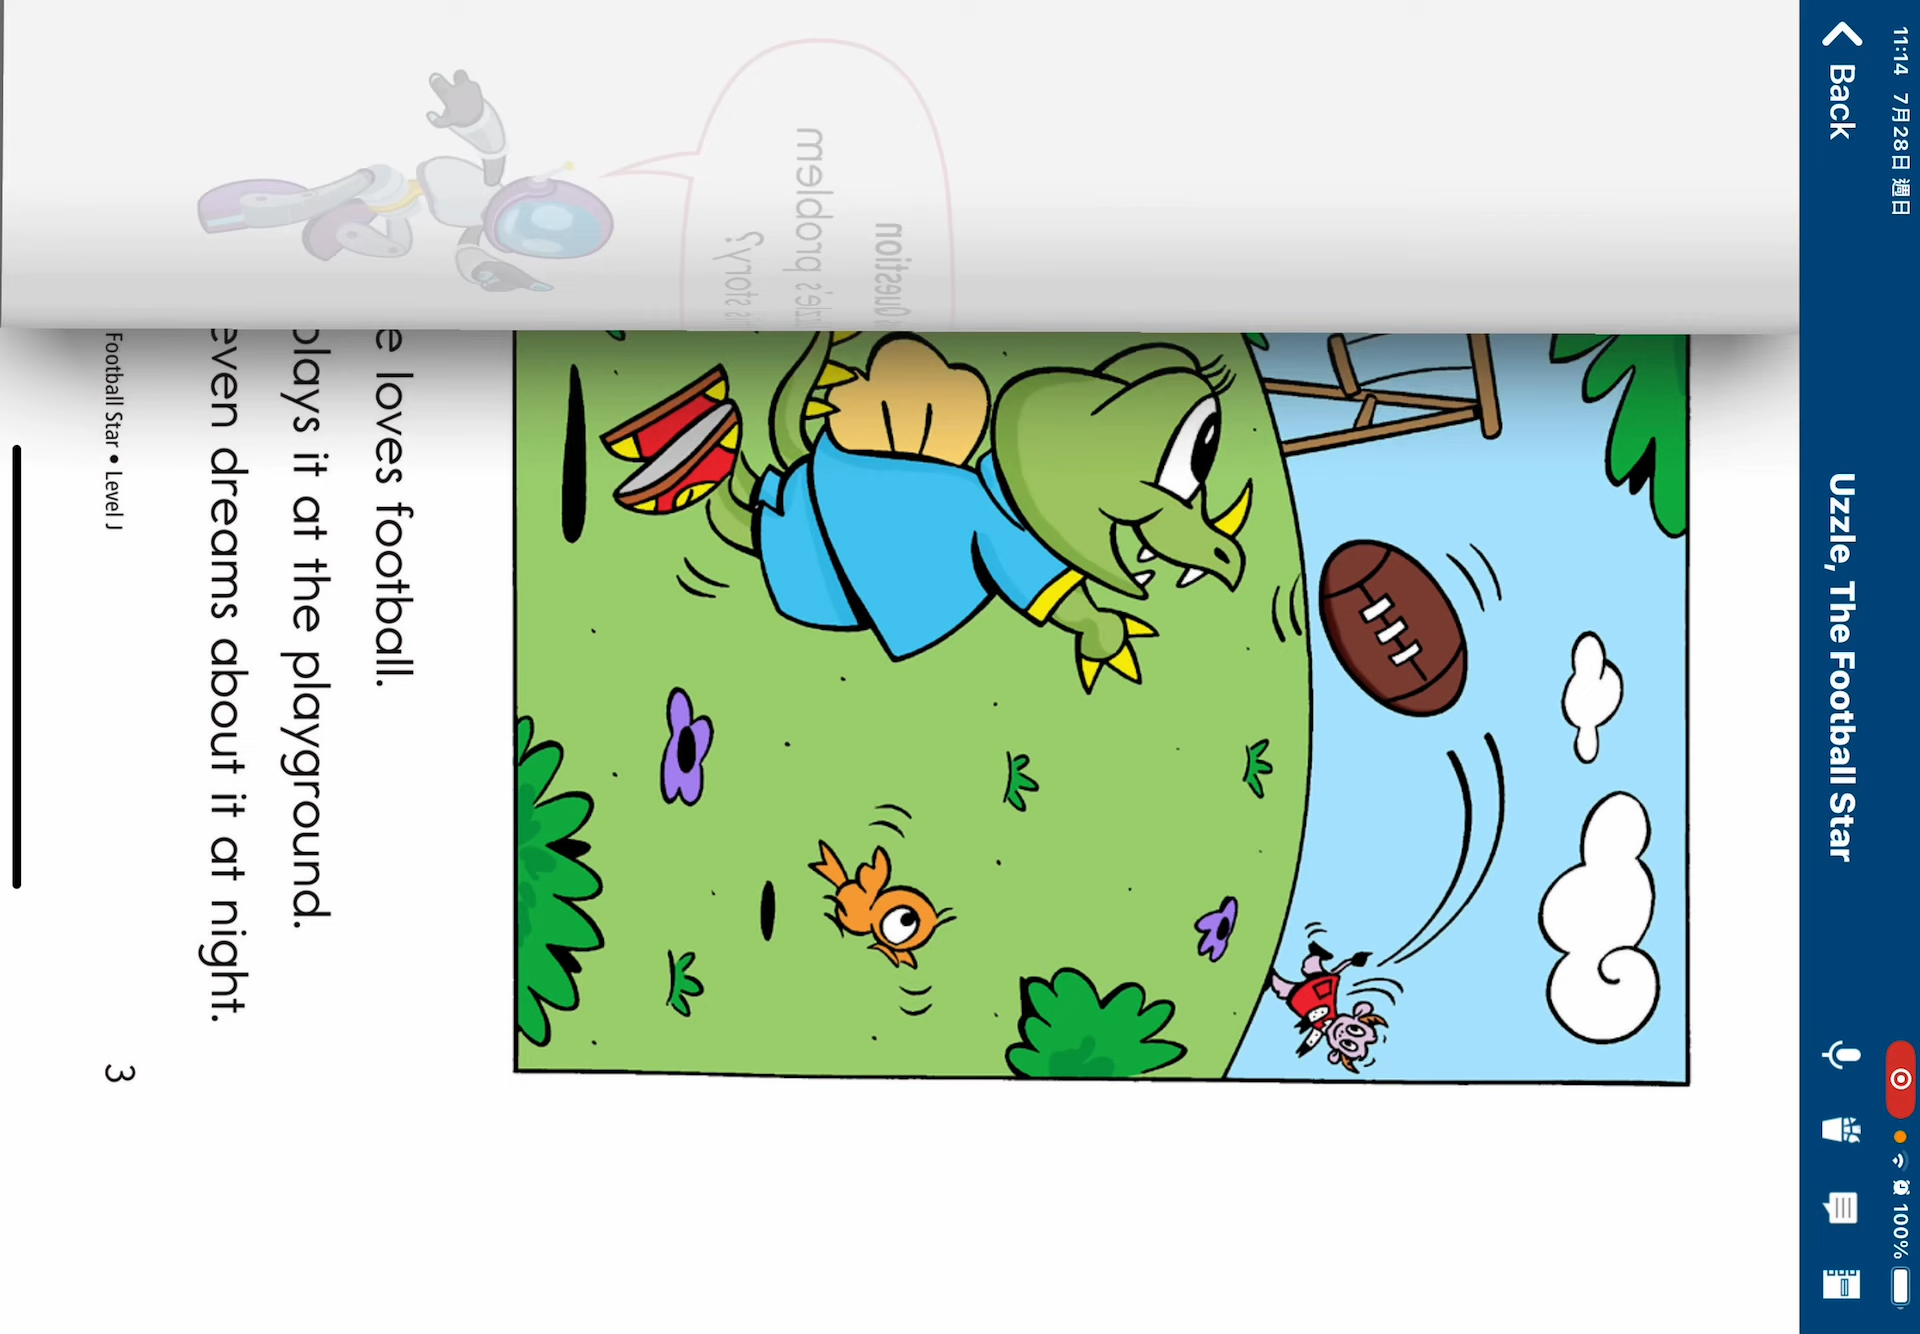 11:14 7月28日 週日
100%
Back
Uzzle, The Football Star
Question
problem
story?
e loves football.
plays it at the playground.
even dreams about it at night.
Football Star • Level J
3